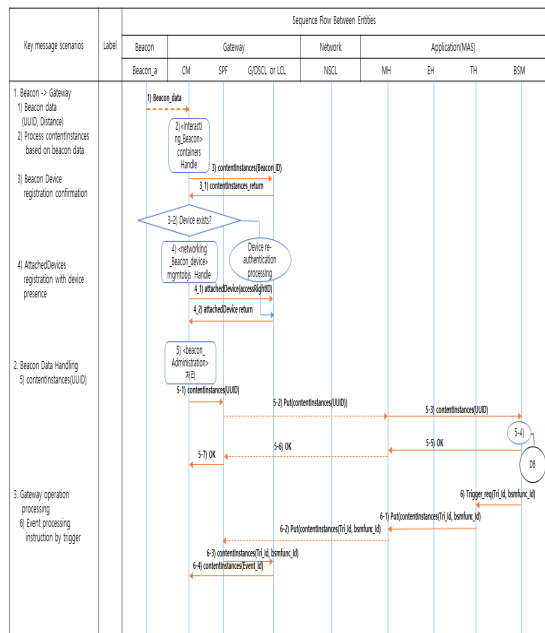 Key message scenarios
Label
Sequence Flow Between Entities
Beacon
Gateway
Network
Application(MAS)
Beacon_a
CM
SPF
G/DSCL or LCL
NSCL
MH
EH
TH
BSM
1. Beacon -> Gateway
1) Beacon data
(UUID, Distance)
2) Process contentInstances
based on beacon data
3) Beacon Device
registration confirmation
4) AttachedDevices
registration with device
presence
2. Beacon Data Handling
5) contentInstances(UUID)
3. Gateway operation
processing
6) Event processing
instruction by trigger
1) Beacon_data
2) <Interacti
ng_Beacon>
containers
Handle
3) contentInstances(Beacon_ID)
3_1) contentInstances_return
3-2) Device exists?
4) <networking
_Beacon_device>
mgmtobjs Handle
Device re-
authentication
processing
4_1) attachedDevice(accessRightID)
4_2) attachedDevice return
5) <beacon_
Administration>
처리
5-1) contentInstances(UUID)
5-2) Put(contentInstances(UUID))
5-3) contentInstances(UUID)
5-4)
5-5) OK
5-6) OK
5-7) OK
DB
6) Trigger_req(Tri_Id, bsmfunc_Id)
6-1) Put(contentInstances(Tri_Id, bsmfunc_Id)
6-2) Put(contentInstances(Tri_Id, bsmfunc_Id)
6-3) contentInstances(Tri_Id, bsmfunc_Id)
6-4) contentInstances(Event_Id)